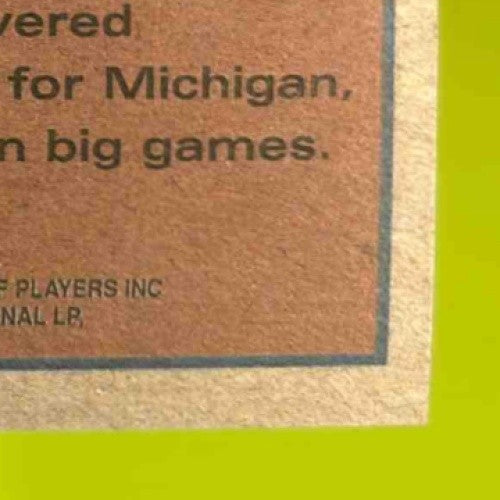 vered
for Michigan,
n big games.
F PLAYERS INC
NAL LP,